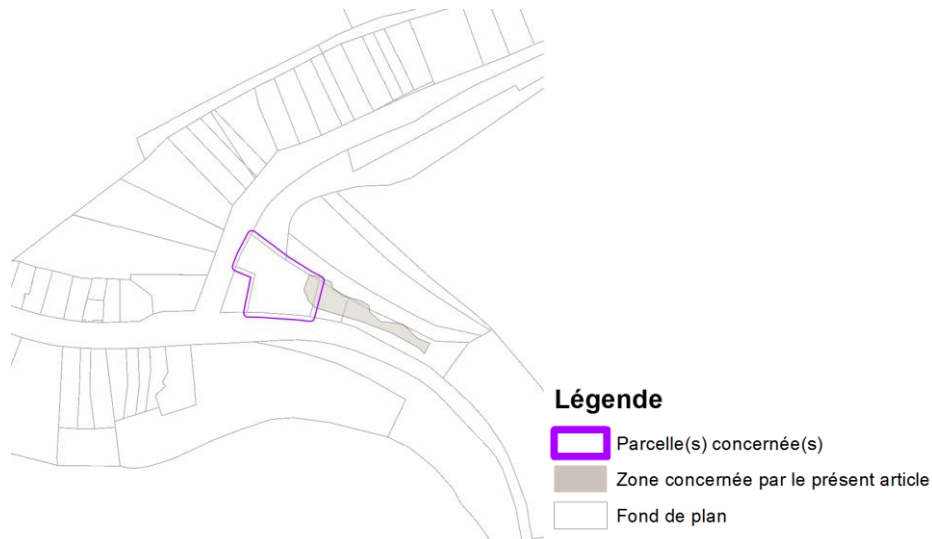 Légende
Parcelle(s) concernée(s)
Zone concernée par le présent article
Fond de plan